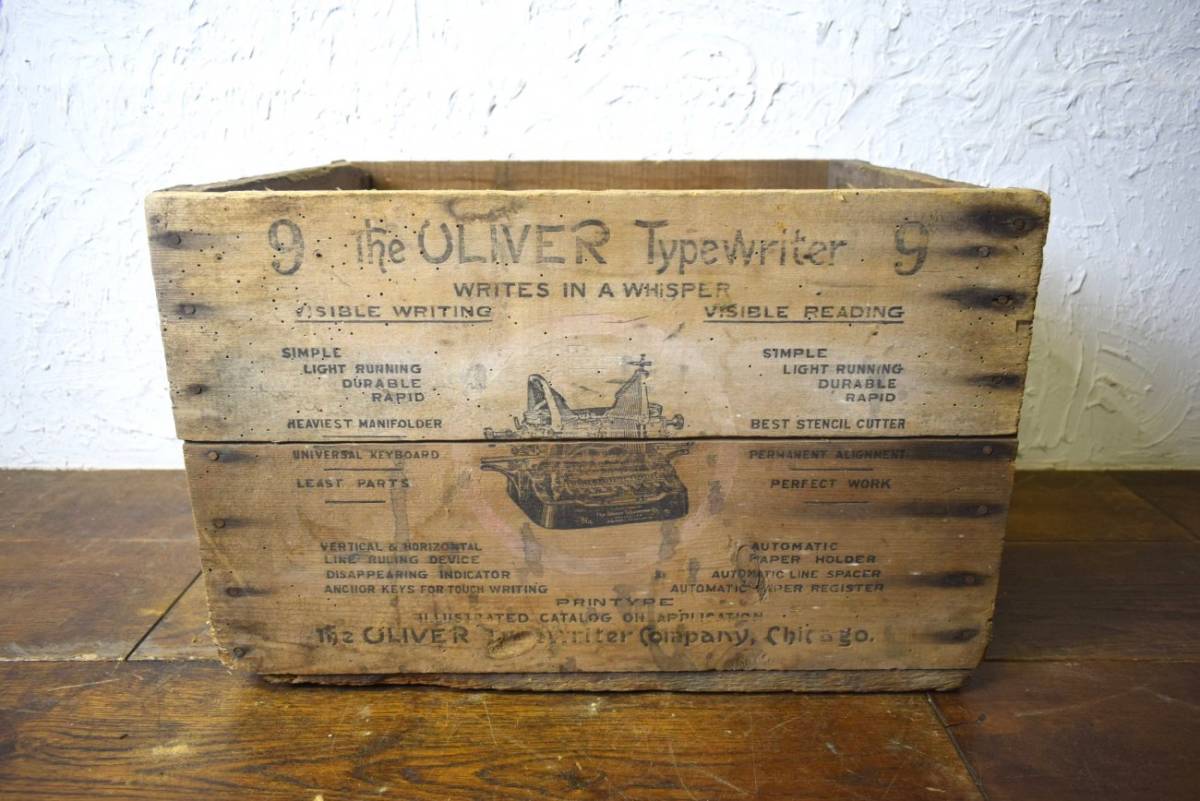 9 The OLIVER Typewriter 9
WRITES IN A WHISPER
VISIBLE WRITING
VISIBLE READING
SIMPLE
LIGHT RUNNING
DURABLE
RAPID
SIMPLE
LIGHT RUNNING
DURABLE
RAPID
HEAVIEST MANIFOLDER
BEST STENCIL CUTTER
UNIVERSAL KEYBOARD
PERMANENT ALIGNMENT
LEAST PARTS
PERFECT WORK
VERTICAL & HORIZONTAL
LINE RULING DEVICE
DISAPPEARING INDICATOR
ANCHOR KEYS FOR TOUCH WRITING
AUTOMATIC
PAPER HOLDER
AUTOMATIC LINE SPACER
AUTOMATIC PAPER REGISTER
PRINTYPE
ILLUSTRATED CATALOG ON APPLICATION
The OLIVER Typewriter Company, Chicago.